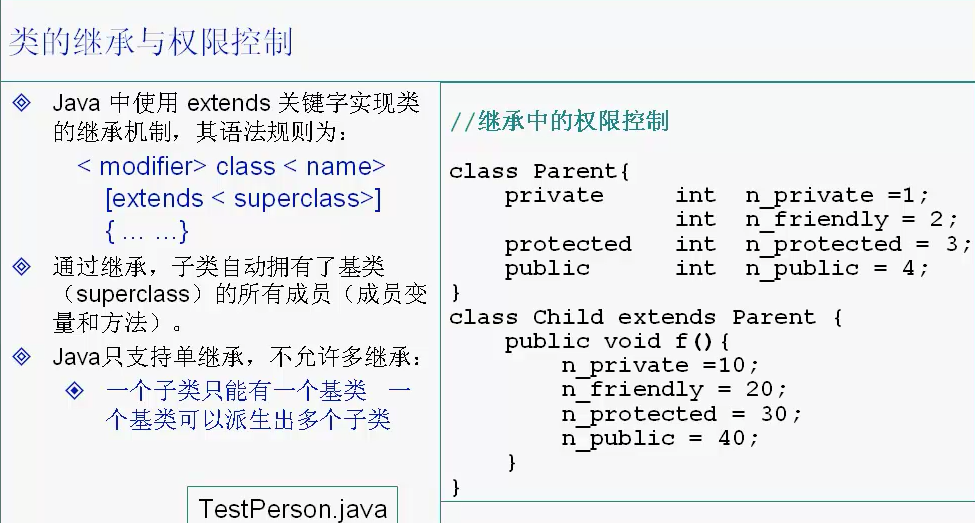 类的继承与权限控制
Java 中使用 extends 关键字实现类
的继承机制，其语法规则为：
< modifier> class < name>
[extends < superclass>]
{ ... ...}
通过继承，子类自动拥有了基类
（superclass）的所有成员（成员变
量和方法）。
Java只支持单继承，不允许多继承：
一个子类只能有一个基类 一
个基类可以派生出多个子类
TestPerson.java
//继承中的权限控制
class Parent{
private int n_private =1;
int n_friendly = 2;
protected int n_protected = 3;
public int n_public = 4;
}
class Child extends Parent {
public void f(){
n_private =10;
n_friendly = 20;
n_protected = 30;
n_public = 40;
}
}